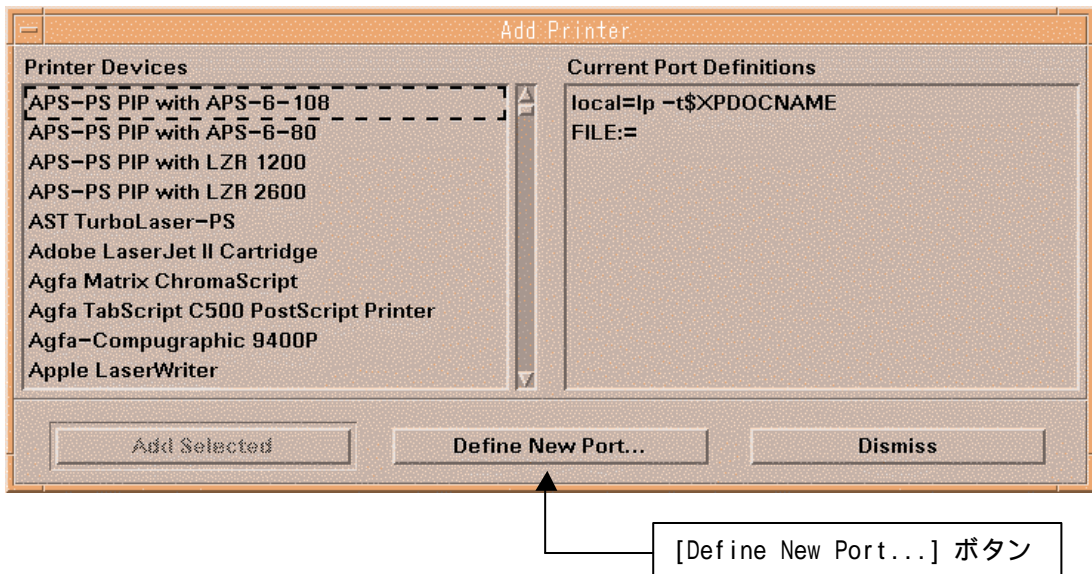 Add Printer
Printer Devices
APS-PS PIP with APS-6-108
APS-PS PIP with APS-6-80
APS-PS PIP with LZR 1200
APS-PS PIP with LZR 2600
AST TurboLaser-PS
Adobe LaserJet II Cartridge
Agfa Matrix ChromaScript
Agfa TabScript C500 PostScript Printer
Agfa-Compugraphic 9400P
Apple LaserWriter
Current Port Definitions
local=lp -t$XPDOCNAME
FILE:=
Add Selected
Define New Port...
Dismiss
[Define New Port...] ボタン